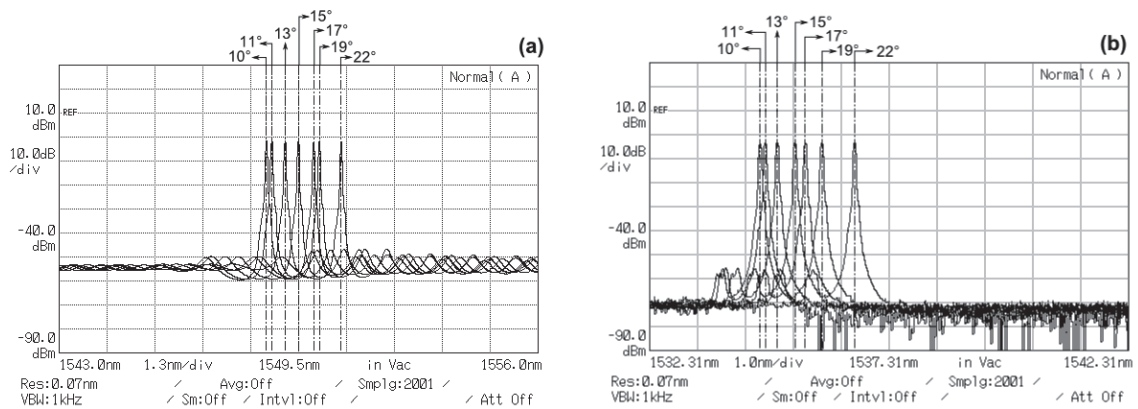 10°
11°
13°
15°
17°
19°
22°
(a)
Normal ( A )
10.0
dBm
REF
10.0dB
/div
-40.0
dBm
-90.0
dBm
1543.0nm 1.3nm/div 1549.5nm in Vac 1556.0nm
Res:0.07nm / Avg:Off / Smplg:2001 /
VBW:1kHz / Sm:Off / Intvl:Off / / Att Off
10°
11°
13°
15°
17°
19°
22°
(b)
Normal ( A )
10.0
dBm
REF
10.0dB
/div
-40.0
dBm
-90.0
dBm
1532.31nm 1.0nm/div 1537.31nm in Vac 1542.31nm
Res:0.07nm / Avg:Off / Smplg:2001 /
VBW:1kHz / Sm:Off / Intvl:Off / / Att Off